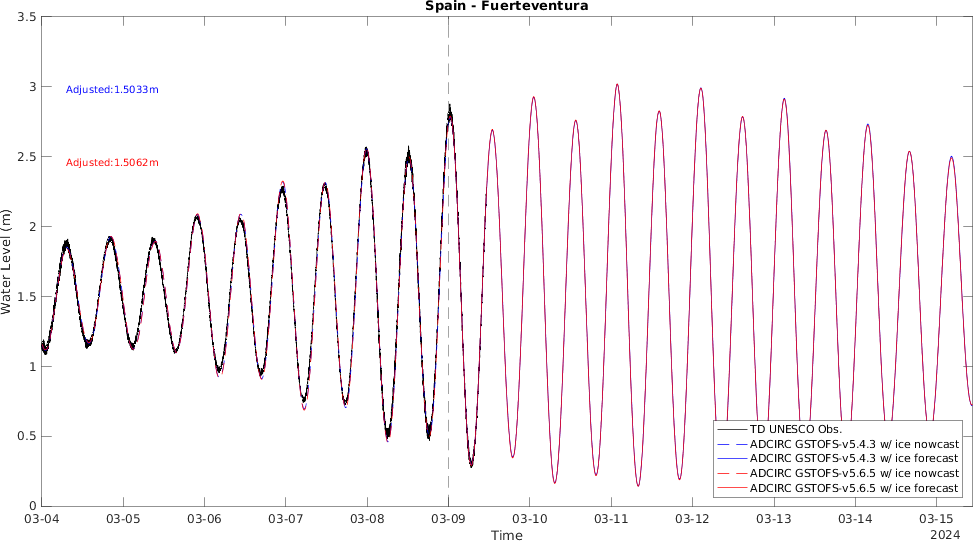 Spain - Fuerteventura
3.5
3
2.5
2
1.5
1
0.5
0
Water Level (m)
Adjusted:1.5033m
Adjusted:1.5062m
TD UNESCO Obs.
ADCIRC GSTOFS-v5.4.3 w/ ice nowcast
ADCIRC GSTOFS-v5.4.3 w/ ice forecast
ADCIRC GSTOFS-v5.6.5 w/ ice nowcast
ADCIRC GSTOFS-v5.6.5 w/ ice forecast
03-04 03-05 03-06 03-07 03-08 03-09 03-10 03-11 03-12 03-13 03-14 03-15
Time
2024